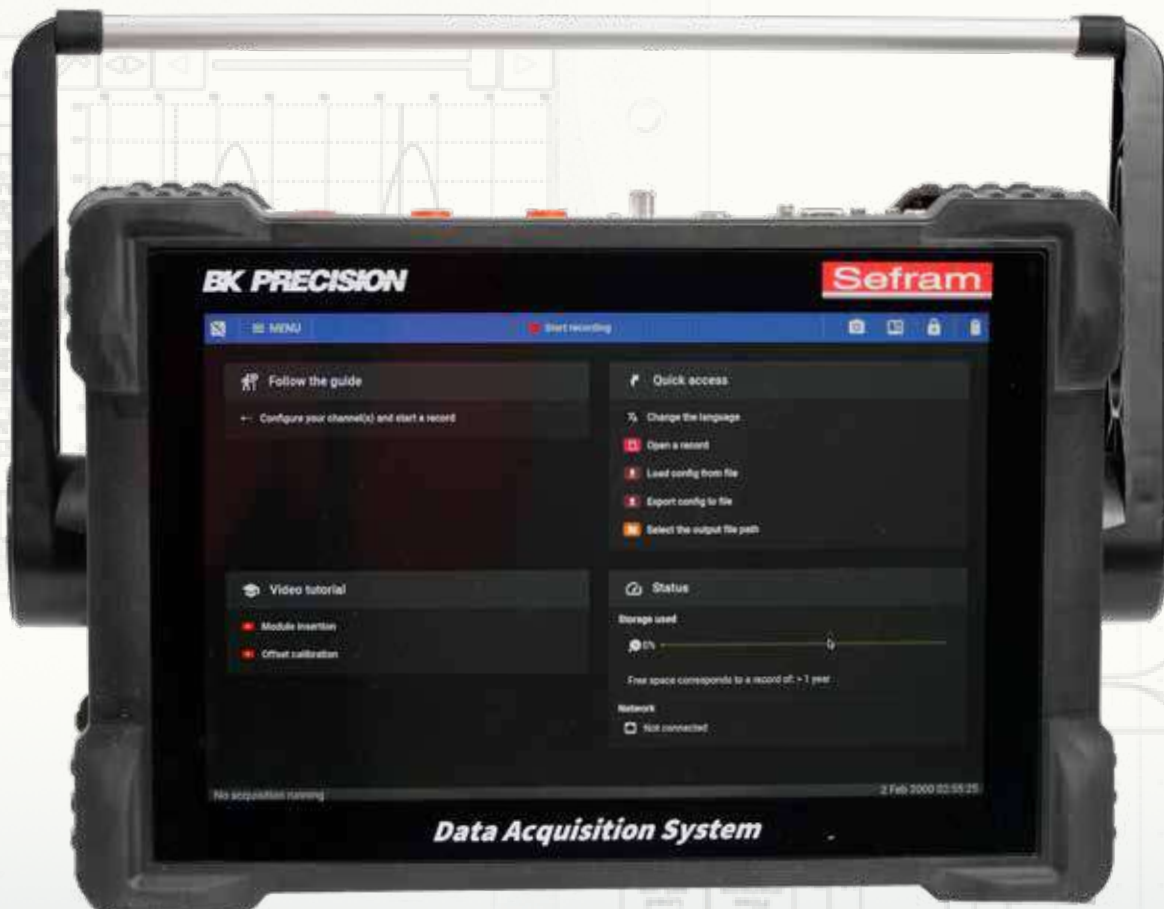 BK PRECISION
Sefram
MENU
Start recording
Follow the guide
Configure your channel(s) and start a record
Quick access
Change the language
Open a record
Load config from file
Export config to file
Select the output file path
Video tutorial
Module insertion
Offset calibration
Status
Storage used
0%
Free space corresponds to a record of: > 1 year
Network
Not connected
No acquisition running
2 Feb 2000 02:55:25
Data Acquisition System